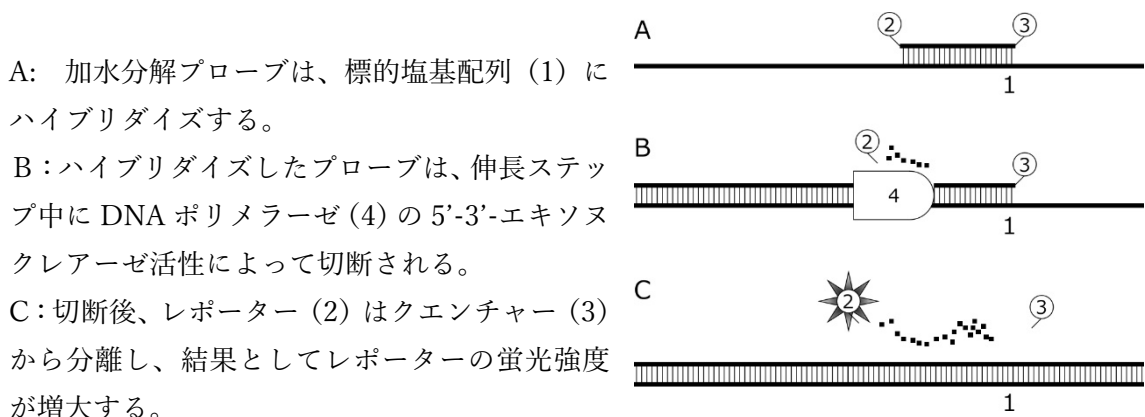 A:　加水分解プローブは、標的塩基配列（1）に
ハイブリダイズする。
B：ハイブリダイズしたプローブは、伸長ステッ
プ中に DNA ポリメラーゼ (4) の 5’-3’-エキソヌ
クレアーゼ活性によって切断される。
C：切断後、レポーター（2）はクエンチャー（3）
から分離し、結果としてレポーターの蛍光強度
が増大する。
A
2
3
1
B
2
3
4
1
C
2
3
1